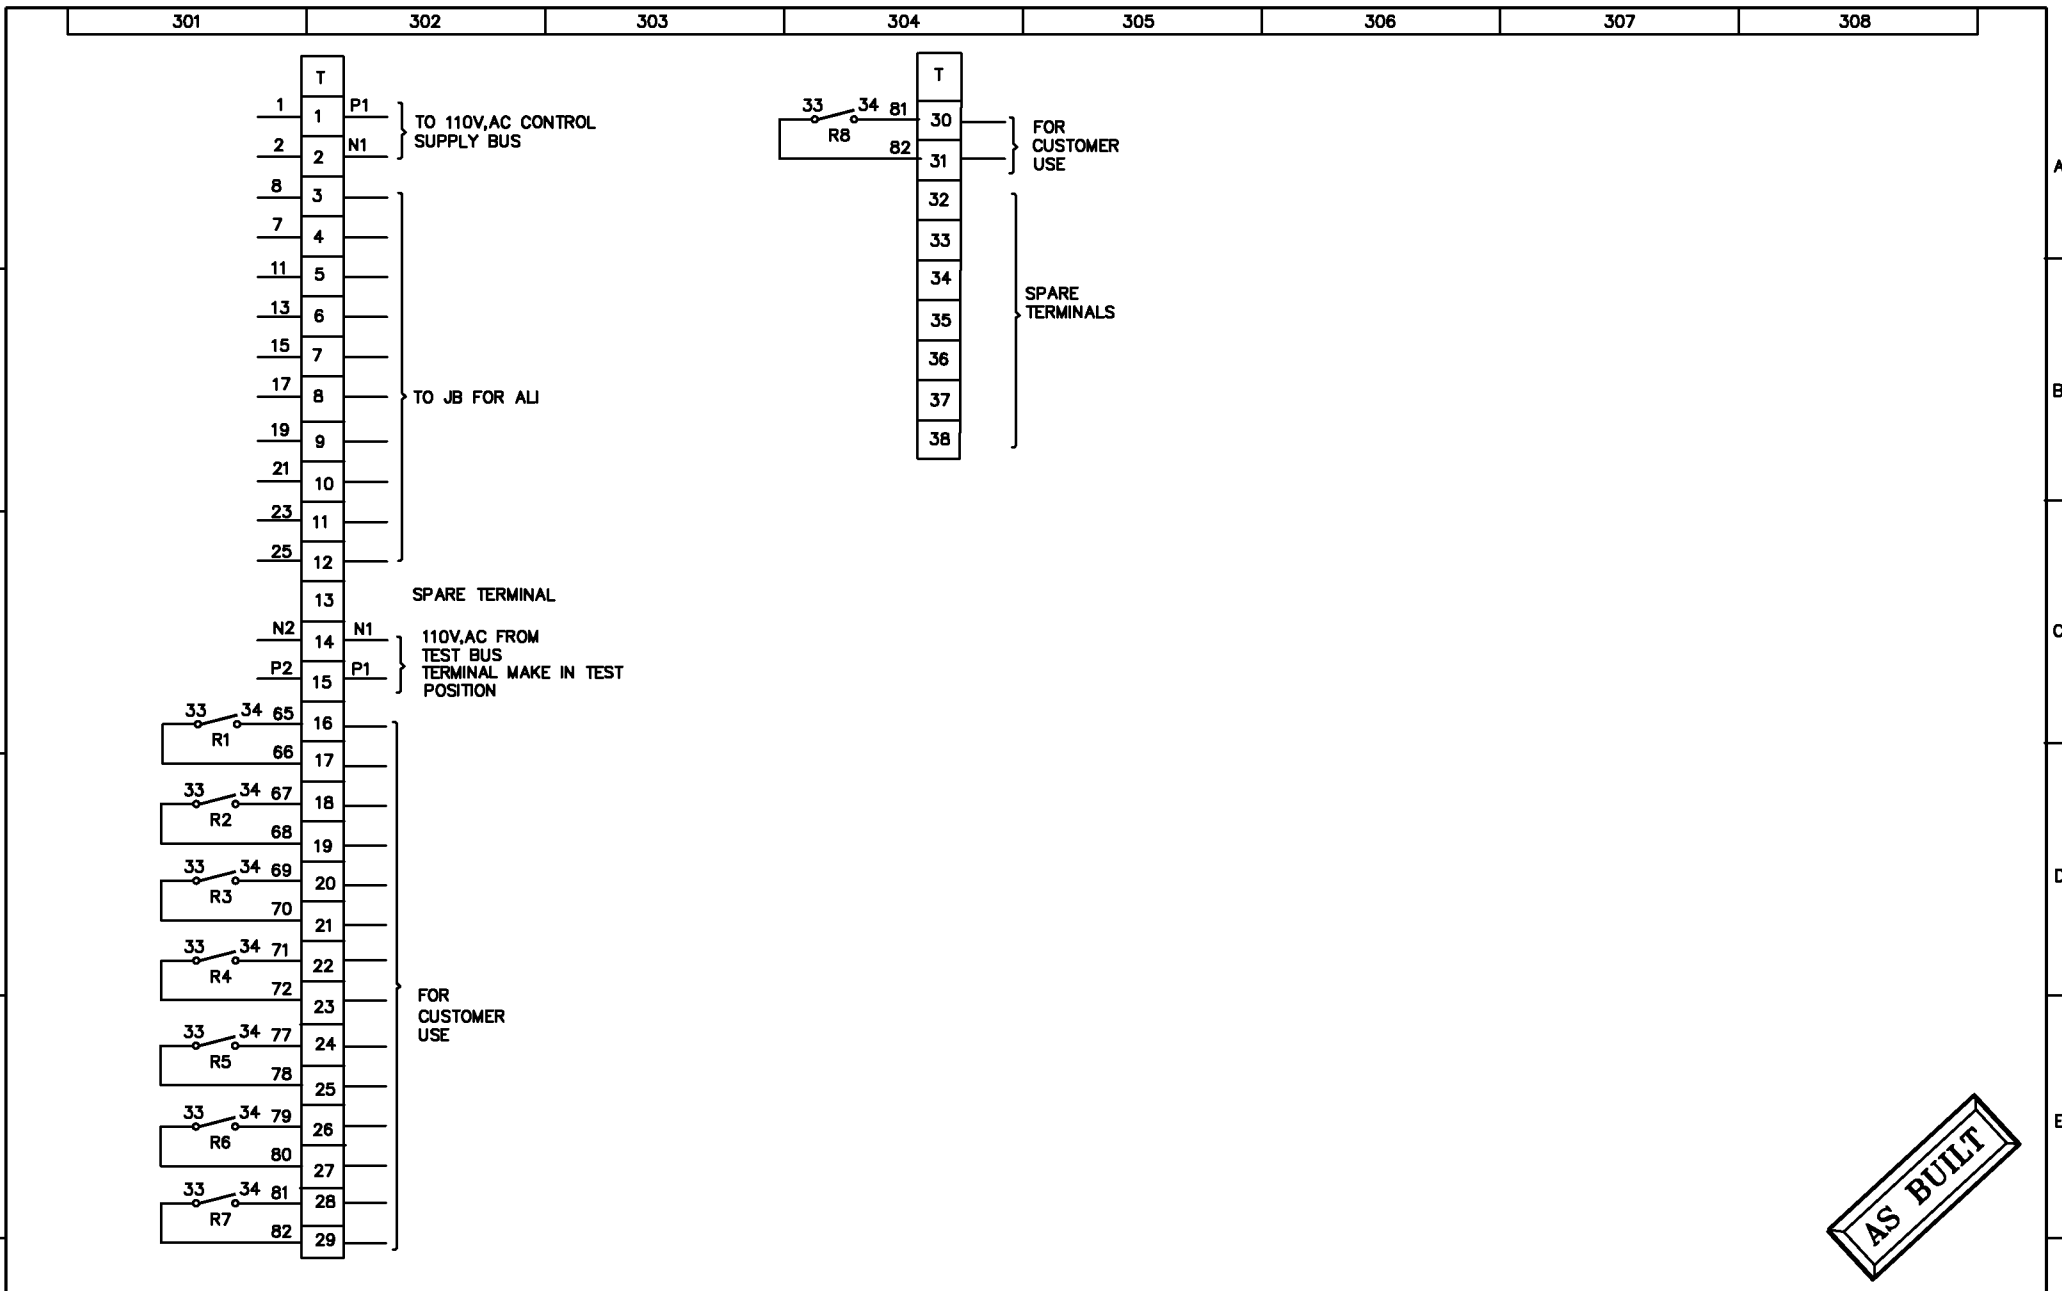 301 302 303 304 305 306 307 308
T
1 1 P1
2 2 N1
TO 110V,AC CONTROL
SUPPLY BUS
8 3
7 4
11 5
13 6
15 7
17 8
19 9
21 10
23 11
25 12
TO JB FOR ALI
13 SPARE TERMINAL
N2 14 N1
P2 15 P1
110V,AC FROM
TEST BUS
TERMINAL MAKE IN TEST
POSITION
33 34 65 16
R1
66 17
33 34 67 18
R2
68 19
33 34 69 20
R3
70 21
33 34 71 22
R4
72 23
33 34 77 24
R5
78 25
33 34 79 26
R6
80 27
33 34 81 28
R7
82 29
FOR
CUSTOMER
USE
T
33 34 81 30
R8
82 31
FOR
CUSTOMER
USE
32
33
34
35
36
37
38
SPARE
TERMINALS
A
B
C
D
E
AS BUILT